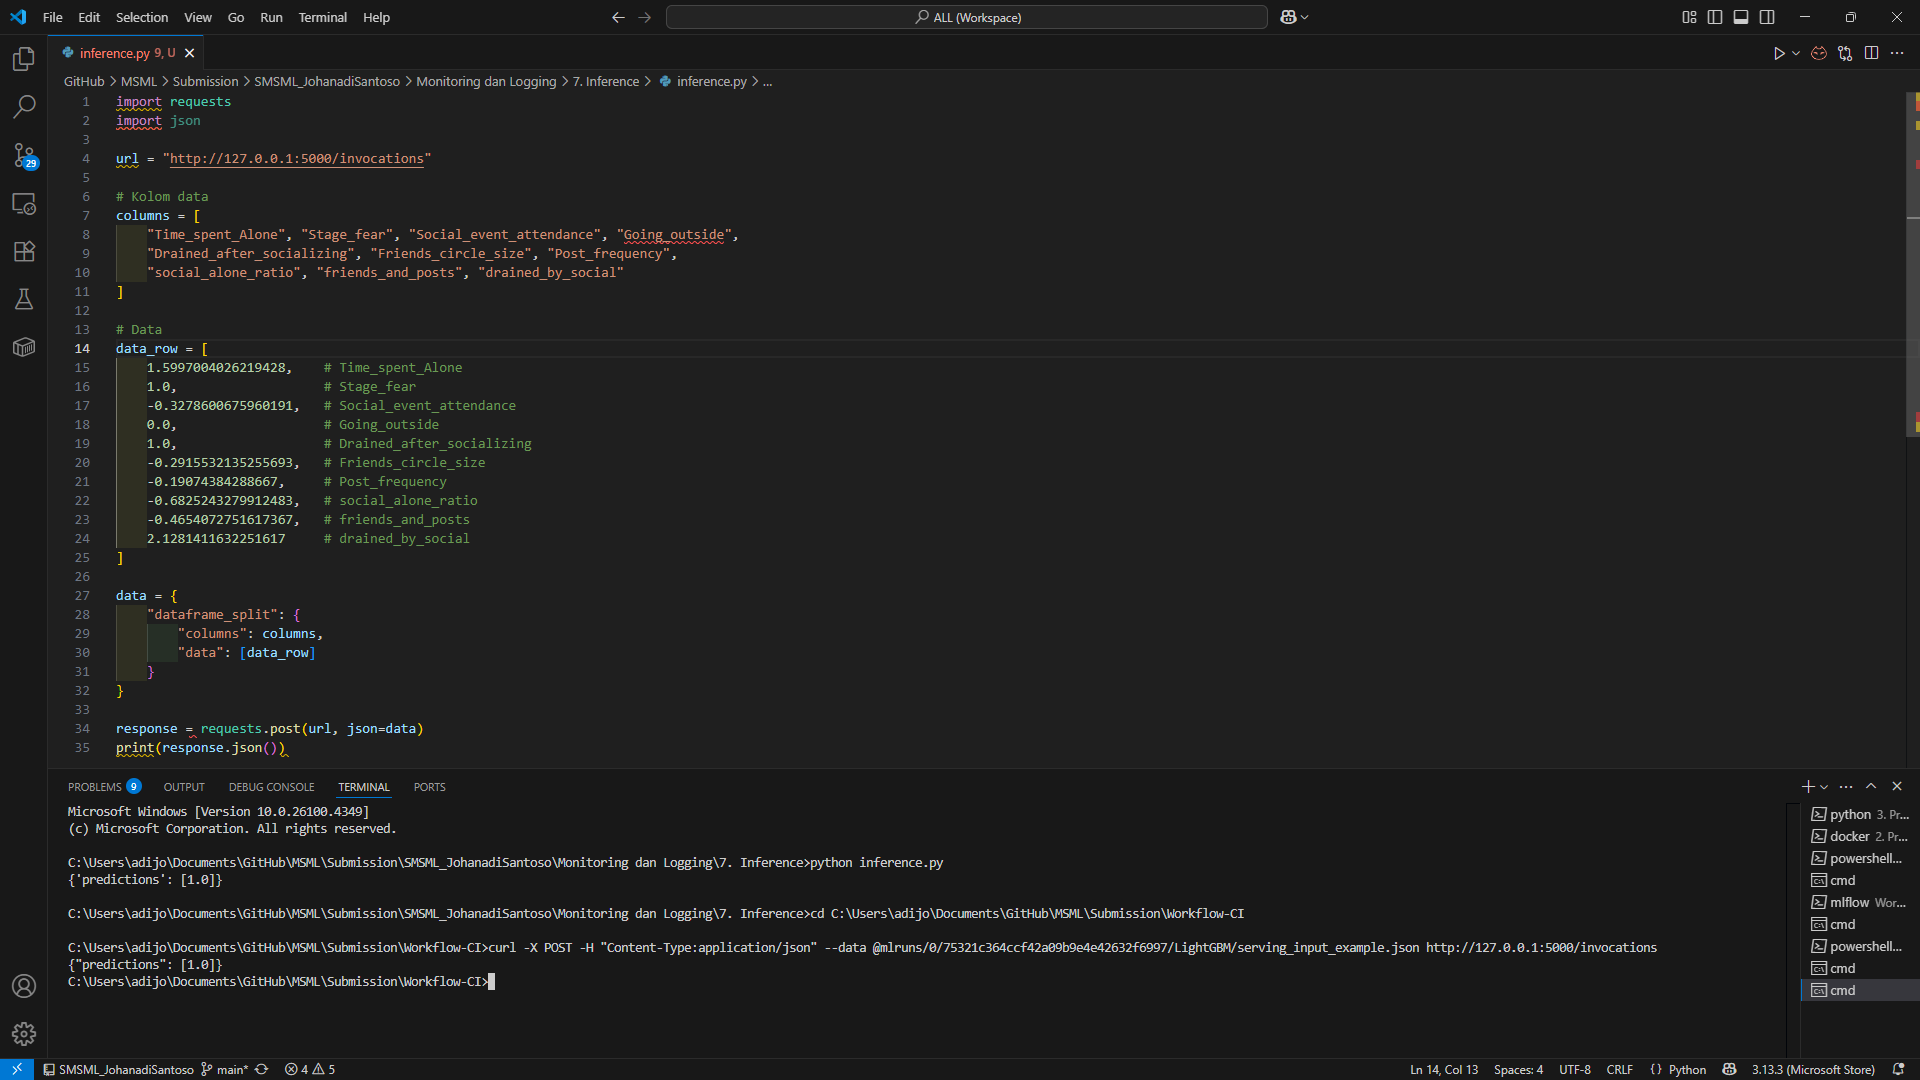 File Edit Selection View Go Run Terminal Help
ALL (Workspace)
inference.py 9, U
GitHub > MSML > Submission > SMSML_JohanadiSantoso > Monitoring dan Logging > 7. Inference > inference.py > ...
1 import requests
2 import json
3
4 url = "http://127.0.0.1:5000/invocations"
5
6 # Kolom data
7 columns = [
8 "Time_spent_Alone", "Stage_fear", "Social_event_attendance", "Going_outside",
9 "Drained_after_socializing", "Friends_circle_size", "Post_frequency",
10 "social_alone_ratio", "friends_and_posts", "drained_by_social"
11 ]
12
13 # Data
14 data_row = [
15 1.5997004026219428, # Time_spent_Alone
16 1.0, # Stage_fear
17 -0.3278600675960191, # Social_event_attendance
18 0.0, # Going_outside
19 1.0, # Drained_after_socializing
20 -0.2915532135255693, # Friends_circle_size
21 -0.19074384288667, # Post_frequency
22 -0.6825243279912483, # social_alone_ratio
23 -0.4654072751617367, # friends_and_posts
24 2.1281411632251617 # drained_by_social
25 ]
26
27 data = {
28 "dataframe_split": {
29 "columns": columns,
30 "data": [data_row]
31 }
32 }
33
34 response = requests.post(url, json=data)
35 print(response.json())
29
PROBLEMS 9 OUTPUT DEBUG CONSOLE TERMINAL PORTS
Microsoft Windows [Version 10.0.26100.4349]
(c) Microsoft Corporation. All rights reserved.
C:\Users\adijo\Documents\GitHub\MSML\Submission\SMSML_JohanadiSantoso\Monitoring dan Logging\7. Inference>python inference.py
{'predictions': [1.0]}
C:\Users\adijo\Documents\GitHub\MSML\Submission\SMSML_JohanadiSantoso\Monitoring dan Logging\7. Inference>cd C:\Users\adijo\Documents\GitHub\MSML\Submission\Workflow-CI
C:\Users\adijo\Documents\GitHub\MSML\Submission\Workflow-CI>curl -X POST -H "Content-Type:application/json" --data @mlruns/0/75321c364ccf42a09b9e4e42632f6997/LightGBM/serving_input_example.json http://127.0.0.1:5000/invocations
{"predictions": [1.0]}
C:\Users\adijo\Documents\GitHub\MSML\Submission\Workflow-CI>
python 3. Pr...
docker 2. Pr...
powershell...
cmd
mlflow Wor...
cmd
powershell...
cmd
cmd
SMSML_JohanadiSantoso main* 4 5
Ln 14, Col 13 Spaces: 4 UTF-8 CRLF {} Python 3.13.3 (Microsoft Store)